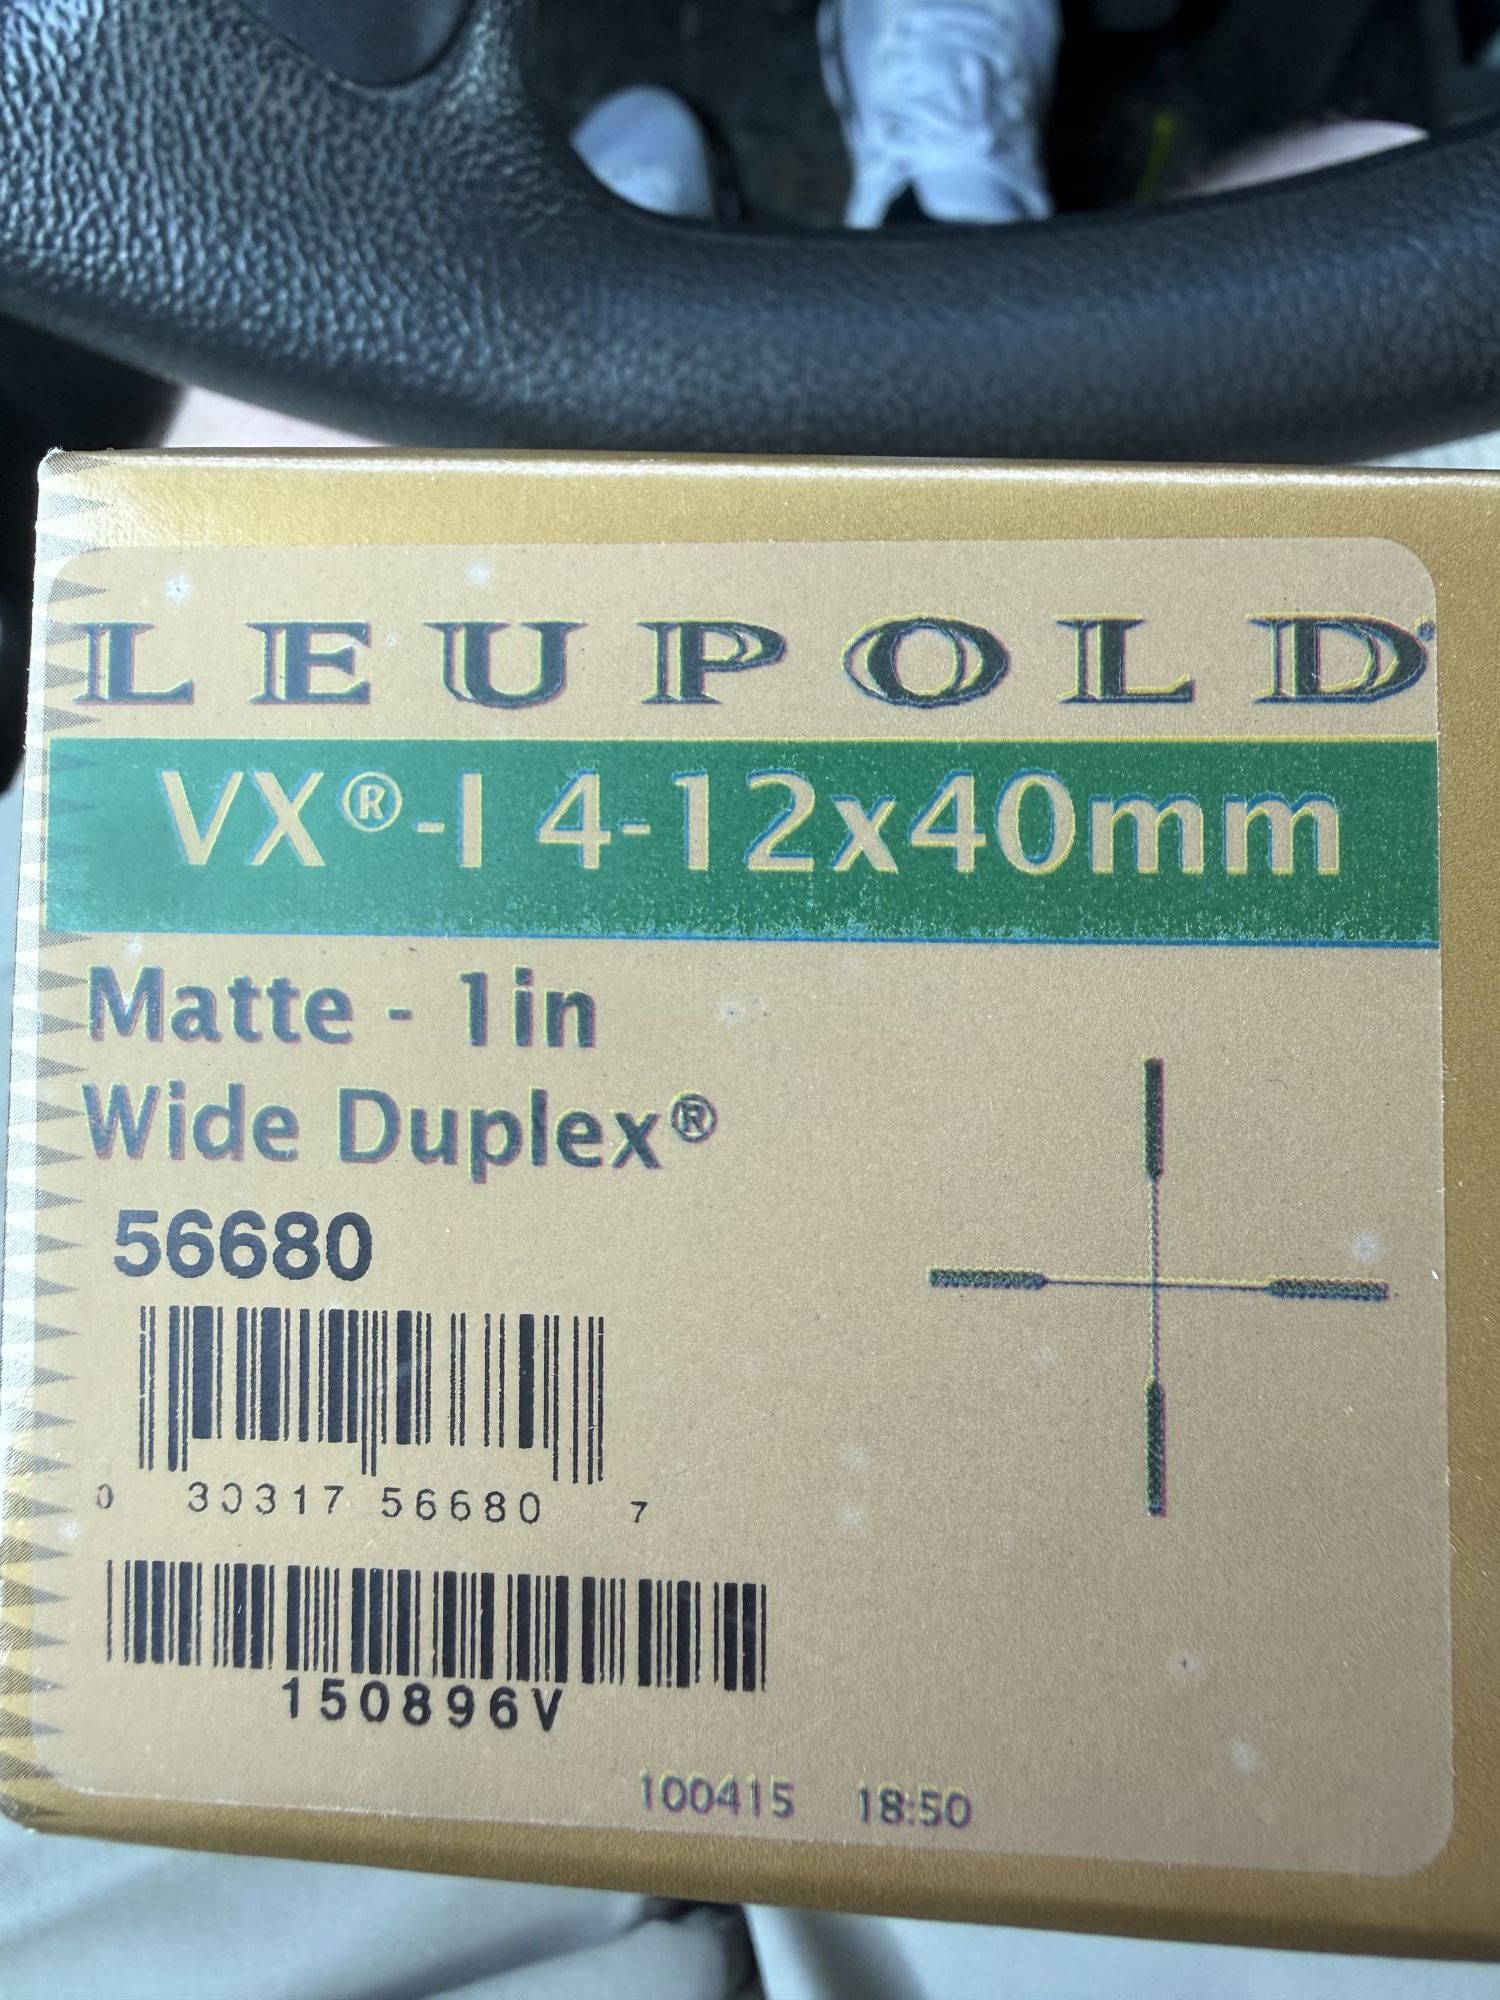 LEUPOLD®
VX®-I 4-12x40mm
Matte - 1in
Wide Duplex®
56680
0 30317 56680 7
150896V
100415 18:50